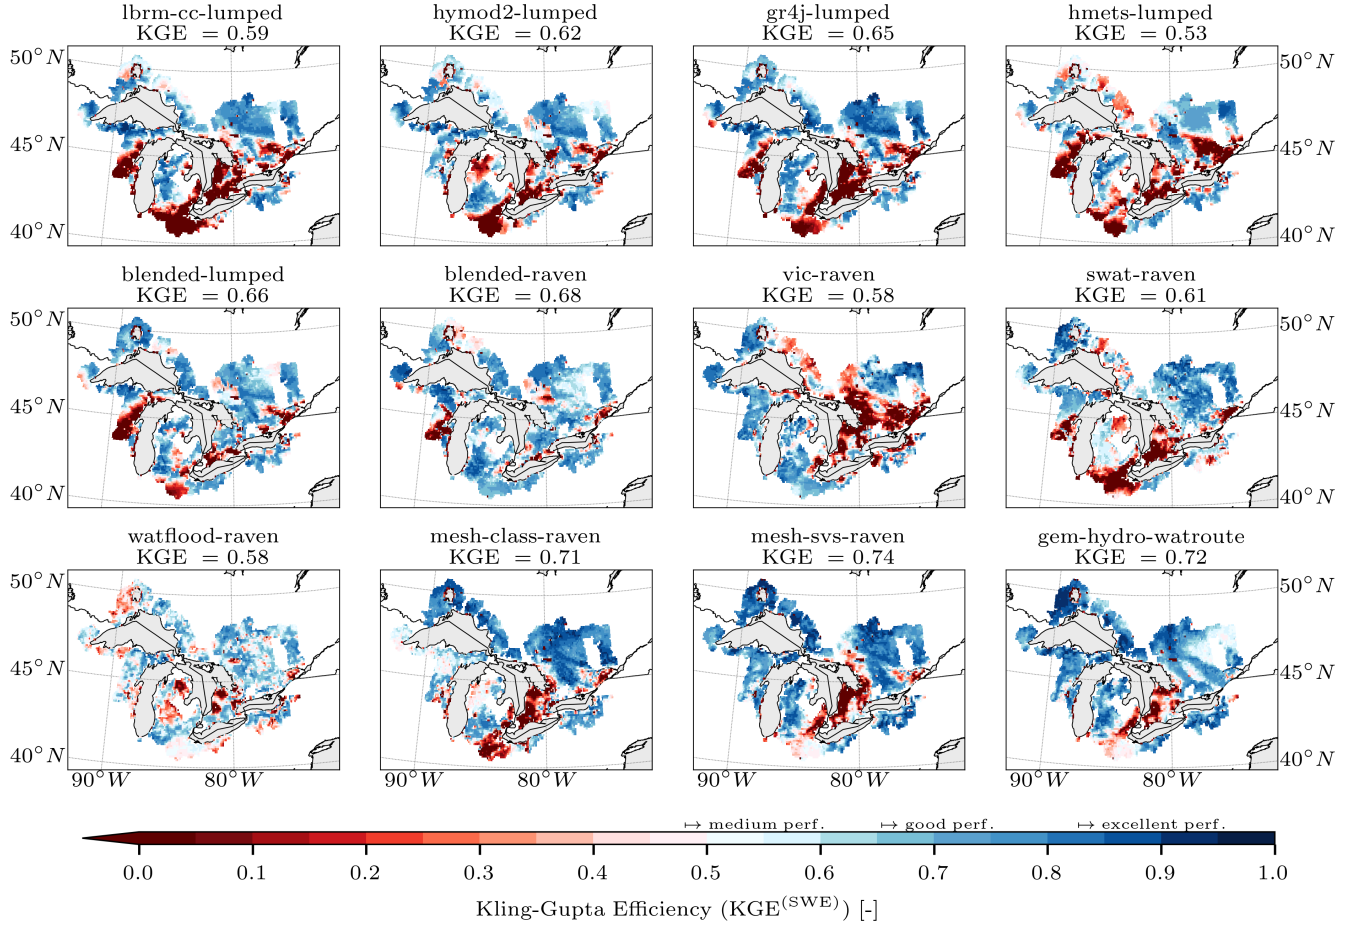 lbrm-cc-lumped
KGE = 0.59
hymod2-lumped
KGE = 0.62
gr4j-lumped
KGE = 0.65
hmets-lumped
KGE = 0.53
50°N
45°N
40°N
50°N
45°N
40°N
blended-lumped
KGE = 0.66
blended-raven
KGE = 0.68
vic-raven
KGE = 0.58
swat-raven
KGE = 0.61
50°N
45°N
40°N
50°N
45°N
40°N
watflood-raven
KGE = 0.58
mesh-class-raven
KGE = 0.71
mesh-svs-raven
KGE = 0.74
gem-hydro-watroute
KGE = 0.72
50°N
45°N
40°N
50°N
45°N
40°N
90°W 80°W 90°W 80°W 90°W 80°W 90°W 80°W
↦ medium perf. ↦ good perf. ↦ excellent perf.
0.0 0.1 0.2 0.3 0.4 0.5 0.6 0.7 0.8 0.9 1.0
Kling-Gupta Efficiency (KGE(SWE)) [-]